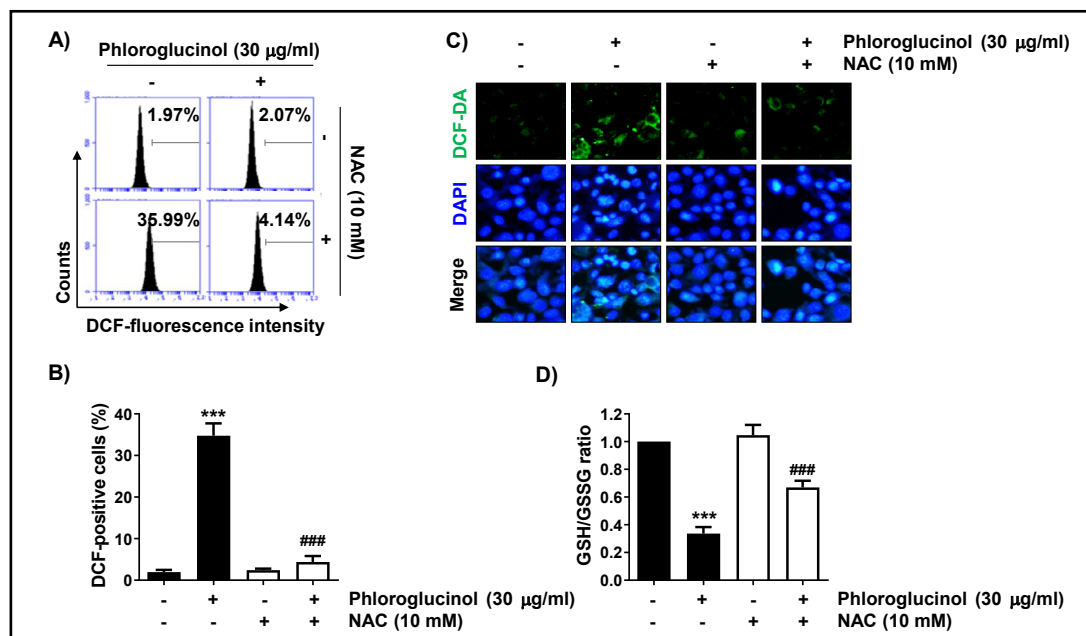 A)
Phloroglucinol (30 µg/ml)
- +
1.97% 2.07% -
35.99% 4.14% +
NAC (10 mM)
Counts
DCF-fluorescence intensity
C)
- + - + Phloroglucinol (30 µg/ml)
- - + + NAC (10 mM)
DCF-DA
DAPI
Merge
B)
DCF-positive cells (%)
40
30
20
10
0
***
###
- + - + Phloroglucinol (30 µg/ml)
- - + + NAC (10 mM)
D)
GSH/GSSG ratio
1.2
1.0
0.8
0.6
0.4
0.2
0
***
###
- + - + Phloroglucinol (30 µg/ml)
- - + + NAC (10 mM)